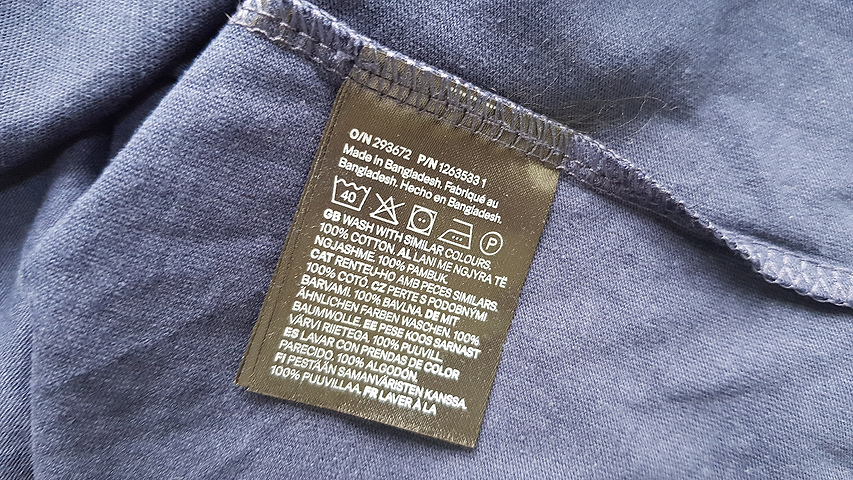 O/N 293672 P/N 1263533 1
Made in Bangladesh. Fabriqué au
Bangladesh. Hecho en Bangladesh.
40 P
GB WASH WITH SIMILAR COLOURS.
100% COTTON. AL LANI ME NGJYRA TË
NGJASHME. 100% PAMBUK.
CAT RENTEU-HO AMB PECES SIMILARS.
100% COTÓ. CZ PERTE S PODOBNÝMI
BARVAMI. 100% BAVLNA. DE MIT
ÄHNLICHEN FARBEN WASCHEN. 100%
BAUMWOLLE. EE PESE KOOS SARNAST
VÄRVI RIIETEGA. 100% PUUVILL.
ES LAVAR CON PRENDAS DE COLOR
PARECIDO. 100% ALGODÓN.
FI PESTÄÄN SAMANVÄRISTEN KANSSA.
100% PUUVILLAA. FR LAVER À LA